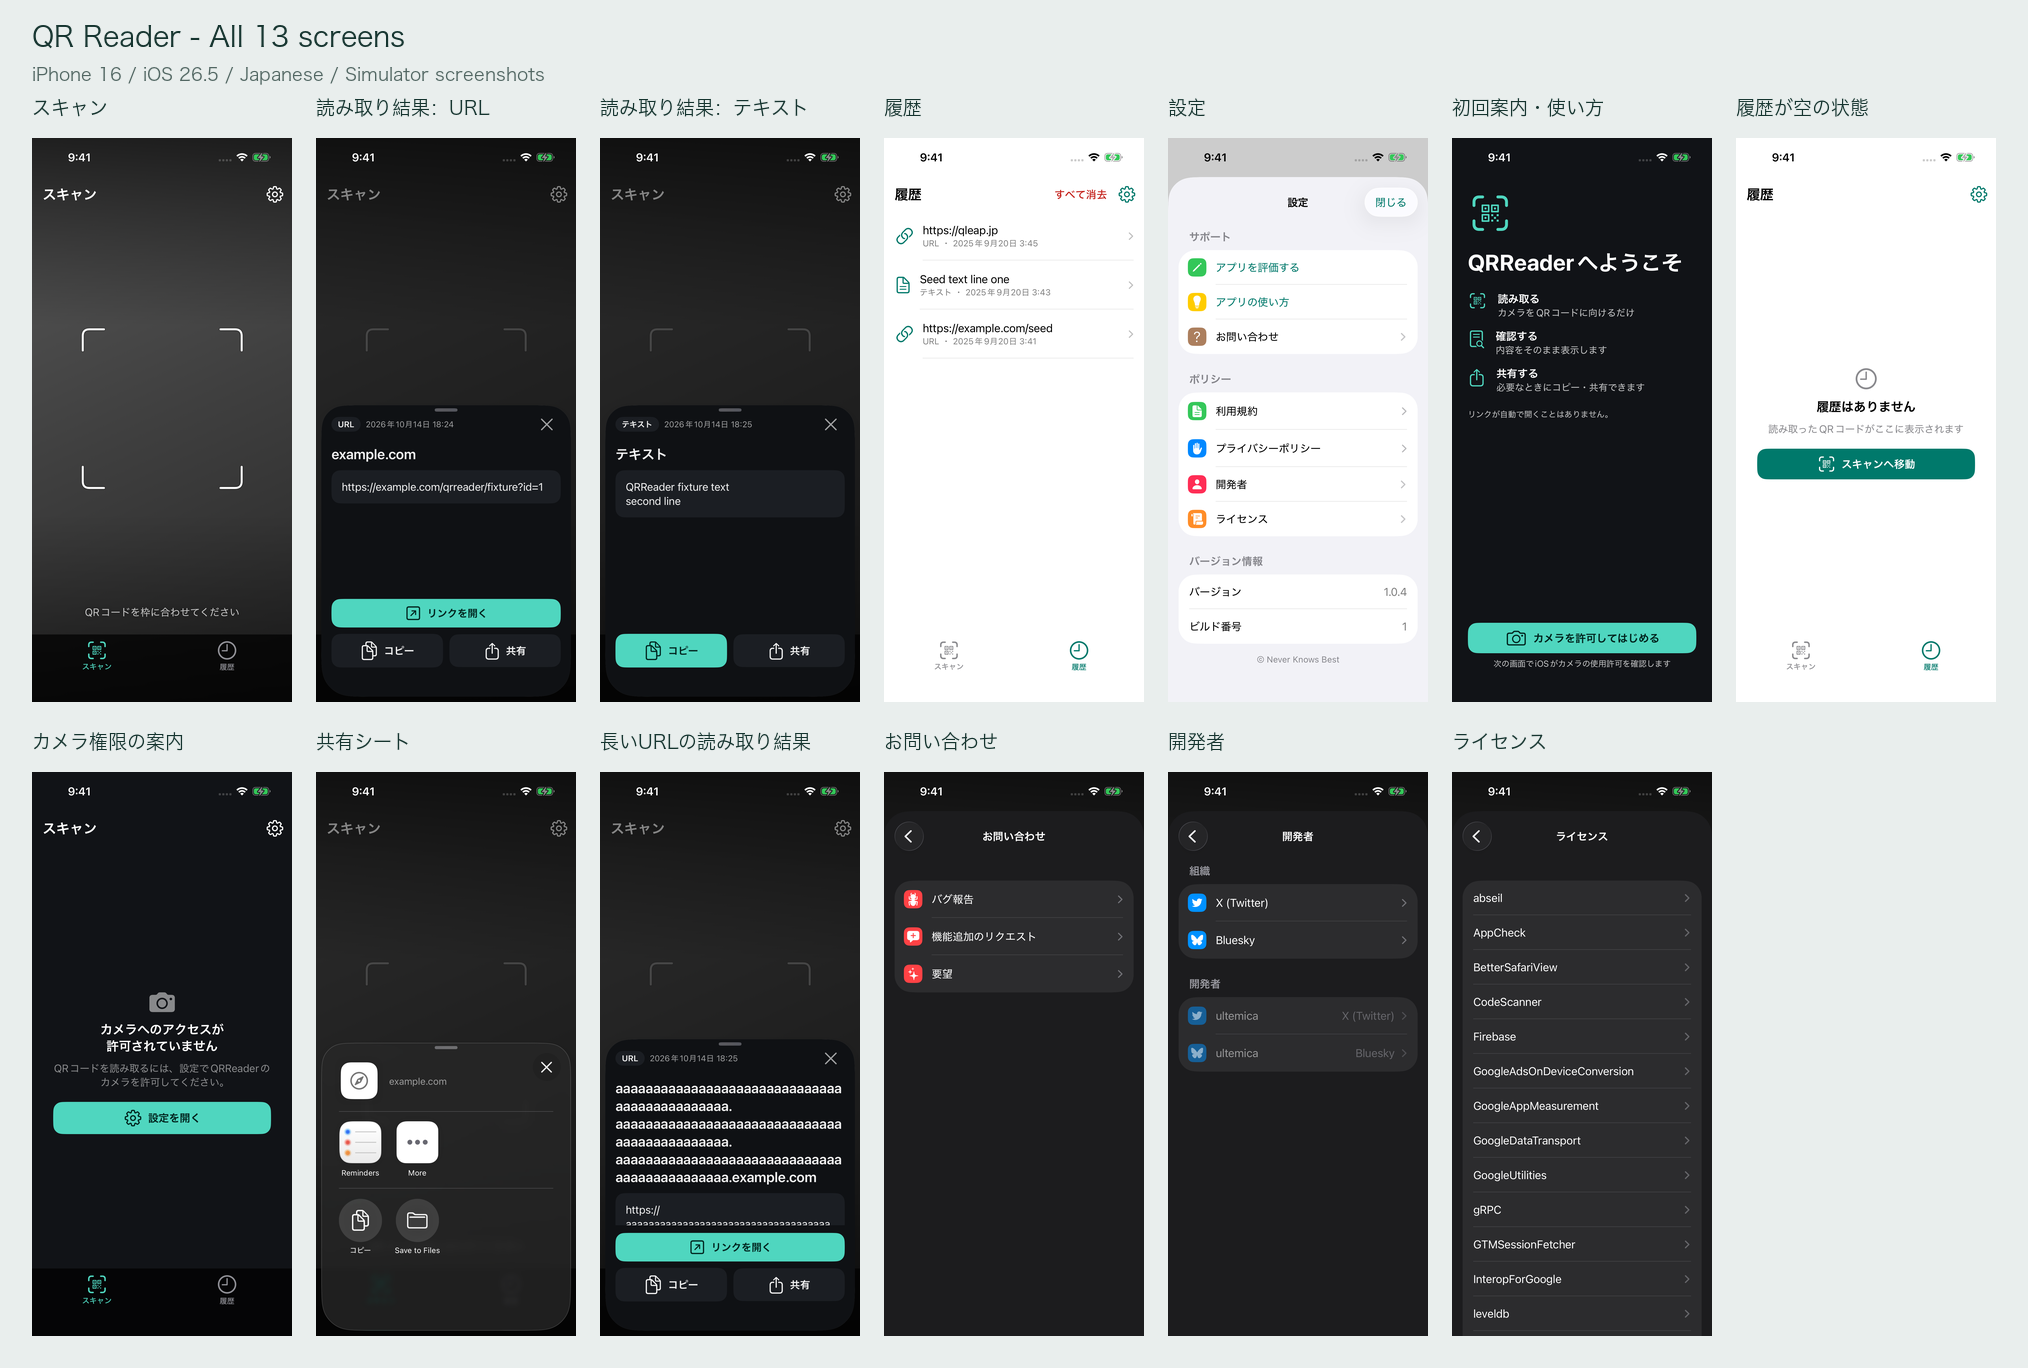 QR Reader - All 13 screens
iPhone 16 / iOS 26.5 / Japanese / Simulator screenshots
スキャン
9:41
スキャン
QRコードを枠に合わせてください
スキャン
履歴
読み取り結果：URL
9:41
スキャン
URL 2026年10月14日 18:24
example.com
https://example.com/qrreader/fixture?id=1
リンクを開く
コピー
共有
読み取り結果：テキスト
9:41
スキャン
テキスト 2026年10月14日 18:25
テキスト
QRReader fixture text
second line
コピー
共有
履歴
9:41
履歴
すべて消去
https://qleap.jp
URL ・ 2025年9月20日 3:45
Seed text line one
テキスト ・ 2025年9月20日 3:43
https://example.com/seed
URL ・ 2025年9月20日 3:41
スキャン
履歴
設定
9:41
設定
閉じる
サポート
アプリを評価する
アプリの使い方
お問い合わせ
ポリシー
利用規約
プライバシーポリシー
開発者
ライセンス
バージョン情報
バージョン 1.0.4
ビルド番号 1
© Never Knows Best
初回案内・使い方
9:41
QRReaderへようこそ
読み取る
カメラをQRコードに向けるだけ
確認する
内容をそのまま表示します
共有する
必要なときにコピー・共有できます
リンクが自動で開くことはありません。
カメラを許可してはじめる
次の画面でiOSがカメラの使用許可を確認します
履歴が空の状態
9:41
履歴
履歴はありません
読み取ったQRコードがここに表示されます
スキャンへ移動
スキャン
履歴
カメラ権限の案内
9:41
スキャン
カメラへのアクセスが
許可されていません
QRコードを読み取るには、設定でQRReaderの
カメラを許可してください。
設定を開く
スキャン
履歴
共有シート
9:41
スキャン
example.com
Reminders
More
コピー
Save to Files
長いURLの読み取り結果
9:41
スキャン
URL 2026年10月14日 18:25
aaaaaaaaaaaaaaaaaaaaaaaaaaaaaa
aaaaaaaaaaaaaaa.
aaaaaaaaaaaaaaaaaaaaaaaaaaaaaa
aaaaaaaaaaaaaaa.
aaaaaaaaaaaaaaaaaaaaaaaaaaaaaa
aaaaaaaaaaaaaaa.example.com
https://
リンクを開く
コピー
共有
お問い合わせ
9:41
お問い合わせ
バグ報告
機能追加のリクエスト
要望
開発者
9:41
開発者
組織
X (Twitter)
Bluesky
開発者
ultemica X (Twitter)
ultemica Bluesky
ライセンス
9:41
ライセンス
abseil
AppCheck
BetterSafariView
CodeScanner
Firebase
GoogleAdsOnDeviceConversion
GoogleAppMeasurement
GoogleDataTransport
GoogleUtilities
gRPC
GTMSessionFetcher
InteropForGoogle
leveldb